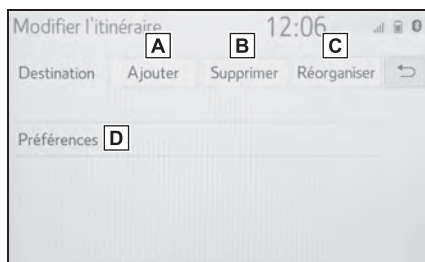 Modifier l'itinéraire 12:06
A B C
Destination Ajouter Supprimer Réorganiser
Préférences D